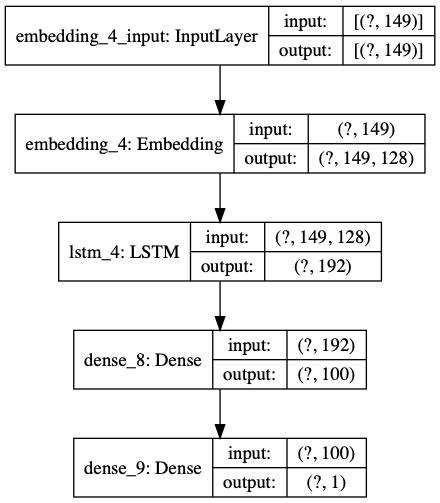 embedding_4_input: InputLayer
input:
[(?, 149)]
output:
[(?, 149)]
embedding_4: Embedding
input:
(?, 149)
output:
(?, 149, 128)
lstm_4: LSTM
input:
(?, 149, 128)
output:
(?, 192)
dense_8: Dense
input:
(?, 192)
output:
(?, 100)
dense_9: Dense
input:
(?, 100)
output:
(?, 1)